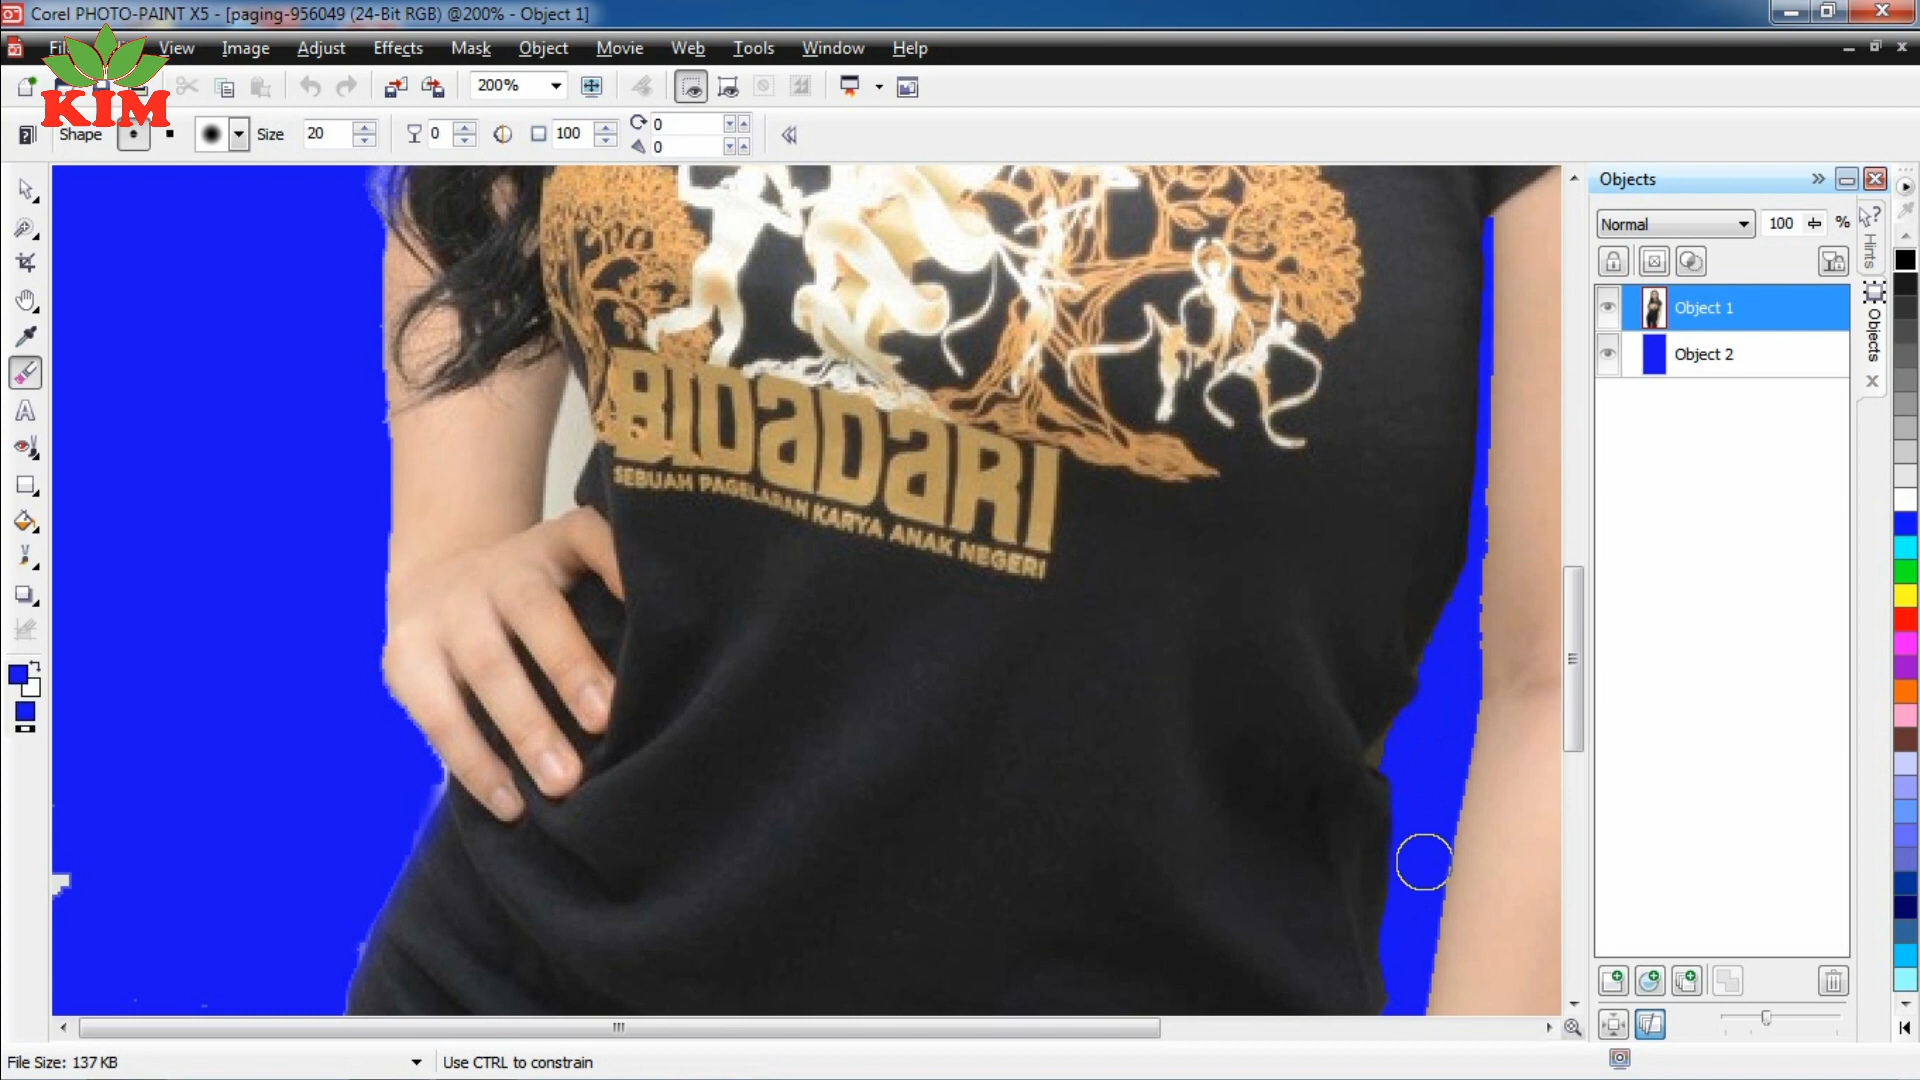 Corel PHOTO-PAINT X5 - [paging-956049 (24-Bit RGB) @200% - Object 1]
View Image Adjust Effects Mask Object Movie Web Tools Window Help
KIM
200%
Shape Size 20 0 100 0
0
Objects
Normal 100 %
Hints
Object 1
Object 2
Objects
BIDaDaRI
SEBUAH PAGELARAN KARYA ANAK NEGERI
File Size: 137 KB Use CTRL to constrain